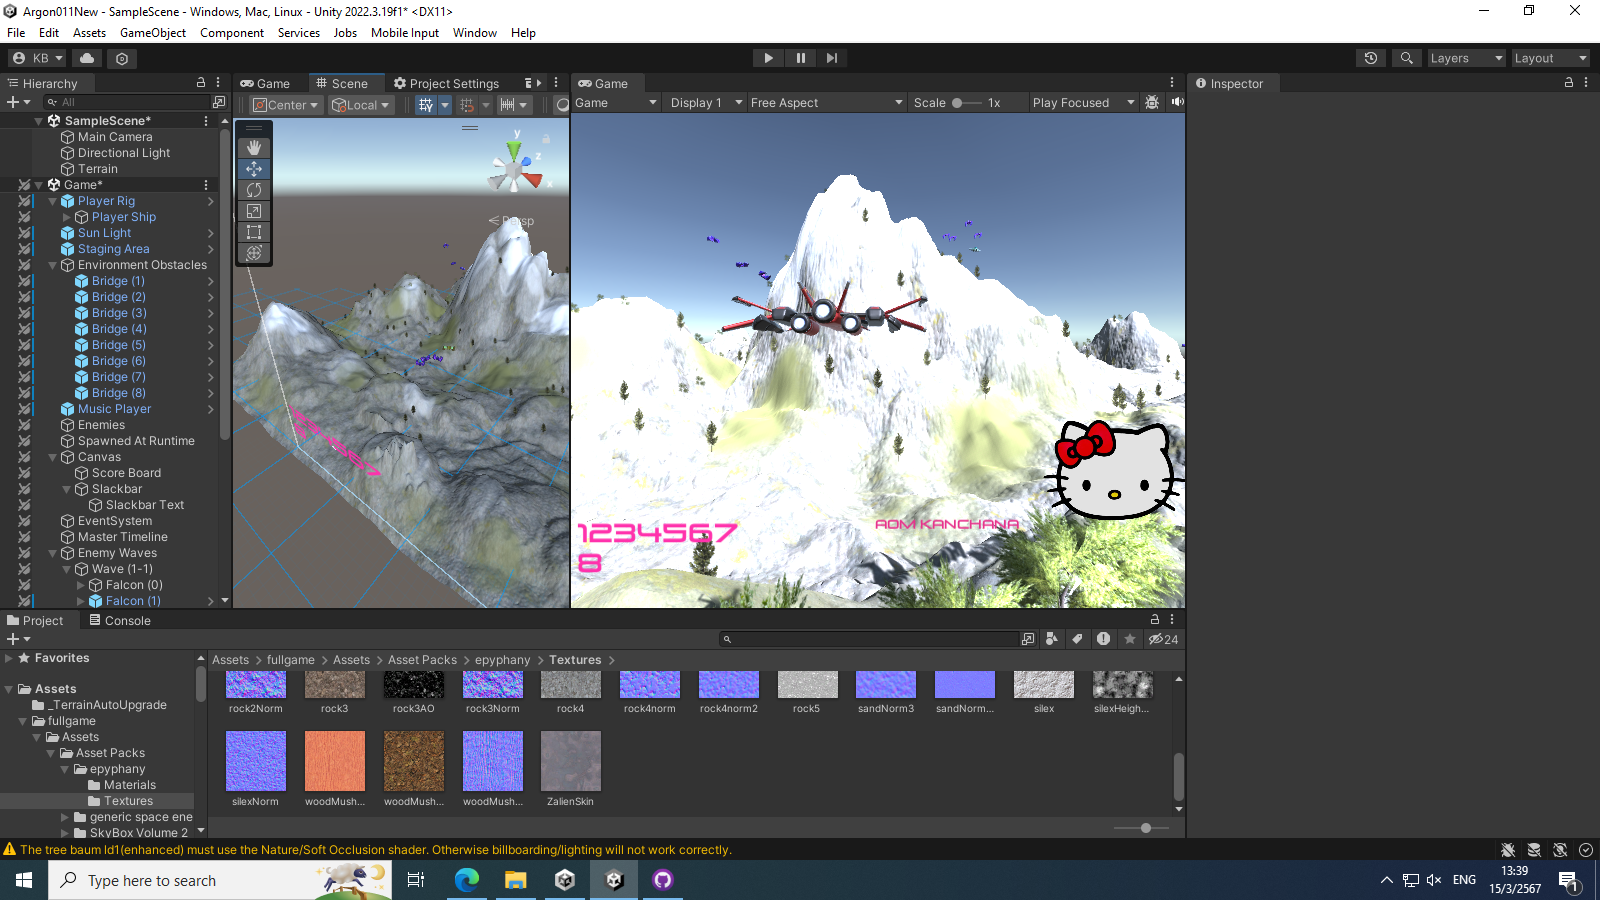 Argon011New - SampleScene - Windows, Mac, Linux - Unity 2022.3.19f1* <DX11>
File Edit Assets GameObject Component Services Jobs Mobile Input Window Help
KB
Layers Layout
Hierarchy
All
SampleScene*
Main Camera
Directional Light
Terrain
Game*
Player Rig
Player Ship
Sun Light
Staging Area
Environment Obstacles
Bridge (1)
Bridge (2)
Bridge (3)
Bridge (4)
Bridge (5)
Bridge (6)
Bridge (7)
Bridge (8)
Music Player
Enemies
Spawned At Runtime
Canvas
Score Board
Slackbar
Slackbar Text
EventSystem
Master Timeline
Enemy Waves
Wave (1-1)
Falcon (0)
Falcon (1)
Game Scene Project Settings
Center Local
y
z
x
Persp
Game
Game Display 1 Free Aspect Scale 1x Play Focused
1234567
8
AOM KANCHANA
Inspector
Project Console
24
Favorites
Assets
_TerrainAutoUpgrade
fullgame
Assets
Asset Packs
epyphany
Materials
Textures
generic space ene
SkyBox Volume 2
Assets > fullgame > Assets > Asset Packs > epyphany > Textures >
rock2Norm rock3 rock3AO rock3Norm rock4 rock4norm rock4norm2 rock5 sandNorm3 sandNorm... silex silexHeigh...
silexNorm woodMush... woodMush... woodMush... ZalienSkin
The tree baum ld1(enhanced) must use the Nature/Soft Occlusion shader. Otherwise billboarding/lighting will not work correctly.
Type here to search
ENG
13:39
15/3/2567
1